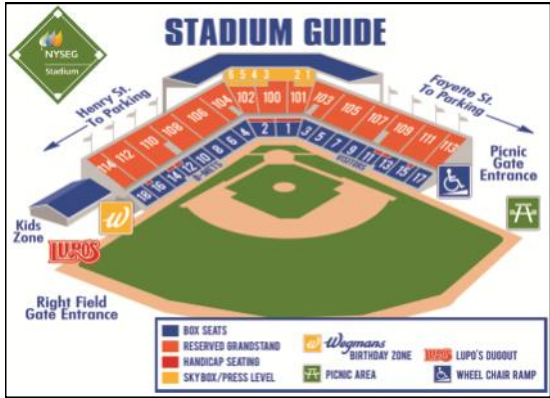 STADIUM GUIDE
NYSEG
Stadium
Henry St.
To Parking
Fayette St.
To Parking
6 5 4 3 2 1
114 112 110 108 106 104 102 100 101 103 105 107 109 111 113
18 16 14 12 10 8 6 4 2 1 3 5 7 9 11 13 15 17
VISITORS
Picnic
Gate
Entrance
Kids
Zone
w
LUPOS
Right Field
Gate Entrance
BOX SEATS
RESERVED GRANDSTAND
HANDICAP SEATING
SKYBOX/PRESS LEVEL
w Wegmans
BIRTHDAY ZONE
PICNIC AREA
LUPOS LUPO'S DUGOUT
WHEEL CHAIR RAMP